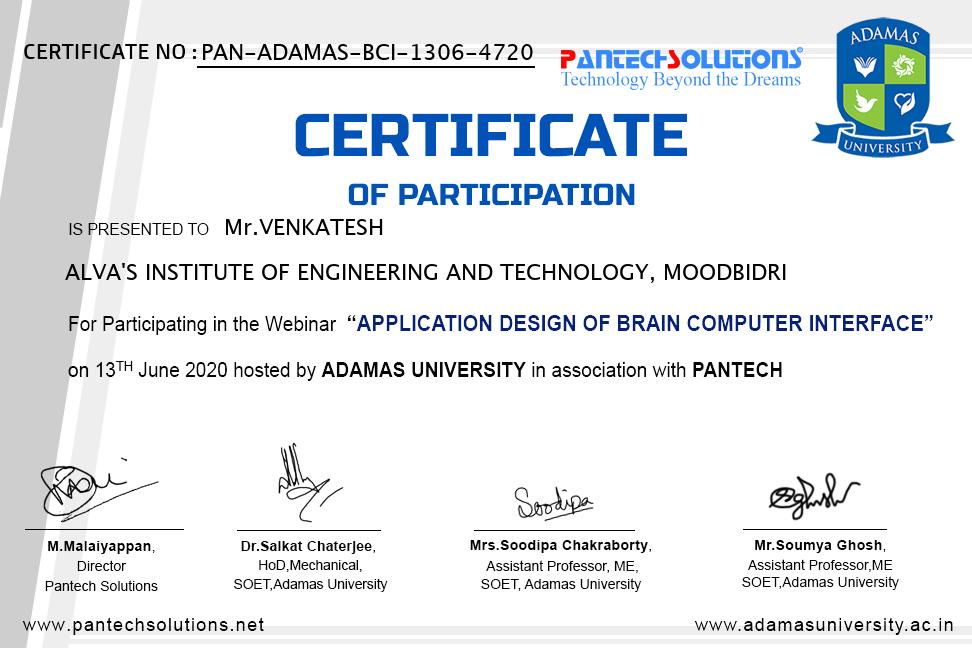 CERTIFICATE NO : PAN-ADAMAS-BCI-1306-4720
PANTECHSOLUTIONS®
Technology Beyond the Dreams
ADAMAS
UNIVERSITY
CERTIFICATE
OF PARTICIPATION
IS PRESENTED TO Mr.VENKATESH
ALVA'S INSTITUTE OF ENGINEERING AND TECHNOLOGY, MOODBIDRI
For Participating in the Webinar “APPLICATION DESIGN OF BRAIN COMPUTER INTERFACE”
on 13TH June 2020 hosted by ADAMAS UNIVERSITY in association with PANTECH
Soodipa
M.Malaiyappan,
Director
Pantech Solutions
Dr.Salkat Chaterjee,
HoD,Mechanical,
SOET,Adamas University
Mrs.Soodipa Chakraborty,
Assistant Professor, ME,
SOET, Adamas University
Mr.Soumya Ghosh,
Assistant Professor,ME
SOET,Adamas University
www.pantechsolutions.net
www.adamasuniversity.ac.in